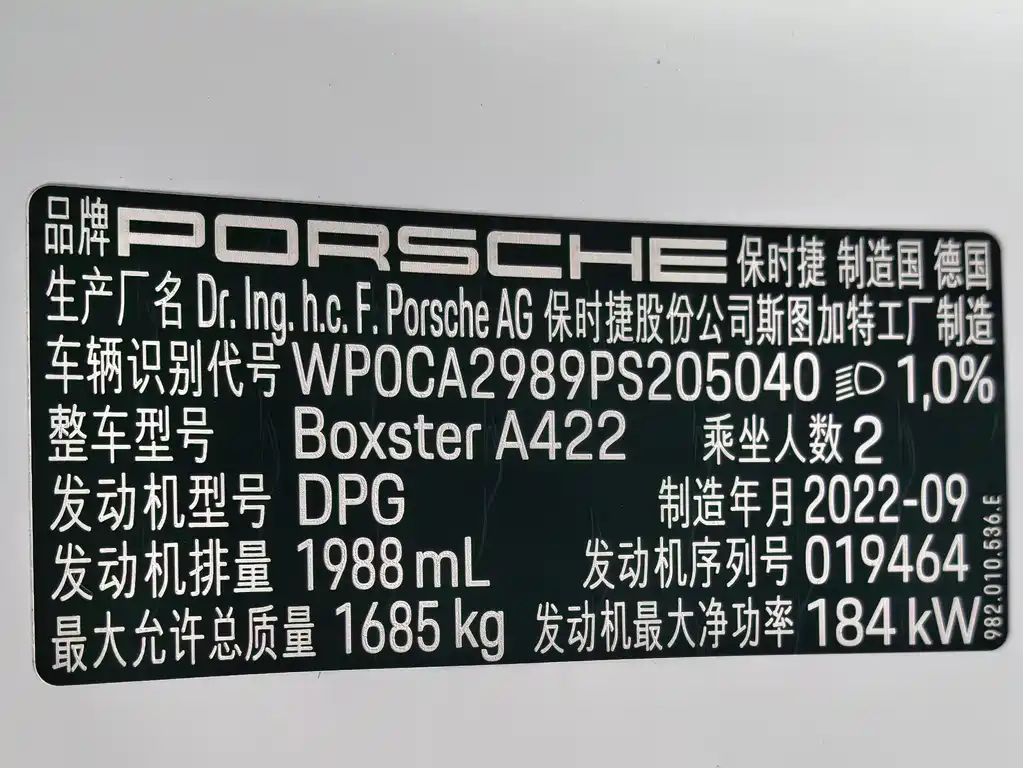 品牌 PORSCHE 保时捷 制造国 德国
生产厂名 Dr. Ing. h.c. F. Porsche AG 保时捷股份公司斯图加特工厂制造
车辆识别代号 WP0CA2989PS205040 1,0%
整车型号 Boxster A422 乘坐人数 2
发动机型号 DPG 制造年月 2022-09
发动机排量 1988 mL 发动机序列号 019464
最大允许总质量 1685 kg 发动机最大净功率 184 kW
982.010.536.E